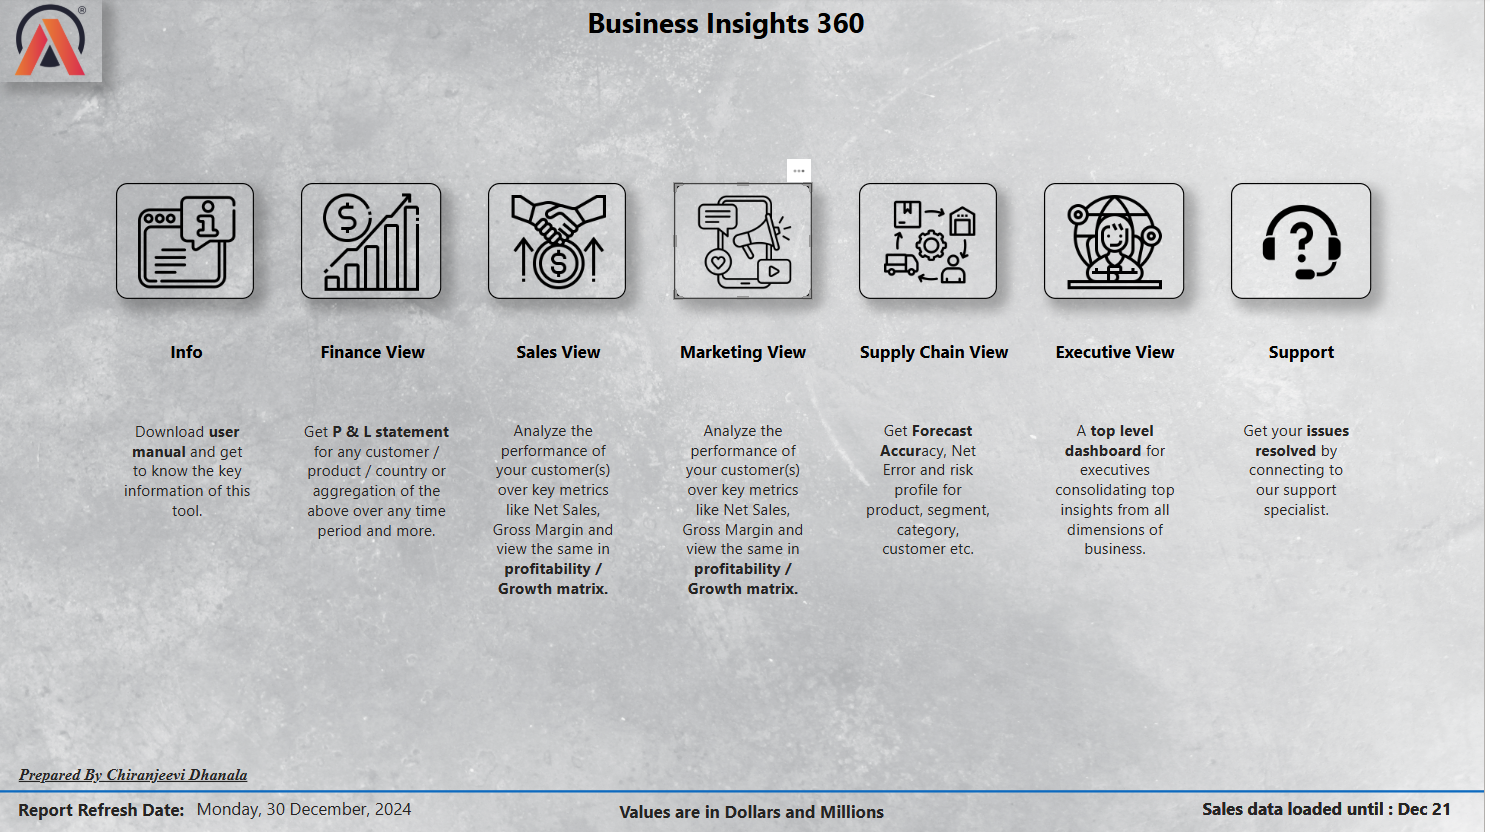 ®
Business Insights 360
Info
Finance View
Sales View
Marketing View
Supply Chain View
Executive View
Support
Download user
manual and get
to know the key
information of this
tool.
Get P & L statement
for any customer /
product / country or
aggregation of the
above over any time
period and more.
Analyze the
performance of
your customer(s)
over key metrics
like Net Sales,
Gross Margin and
view the same in
profitability /
Growth matrix.
Analyze the
performance of
your customer(s)
over key metrics
like Net Sales,
Gross Margin and
view the same in
profitability /
Growth matrix.
Get Forecast
Accuracy, Net
Error and risk
profile for
product, segment,
category,
customer etc.
A top level
dashboard for
executives
consolidating top
insights from all
dimensions of
business.
Get your issues
resolved by
connecting to
our support
specialist.
Prepared By Chiranjeevi Dhanala
Report Refresh Date: Monday, 30 December, 2024
Values are in Dollars and Millions
Sales data loaded until : Dec 21